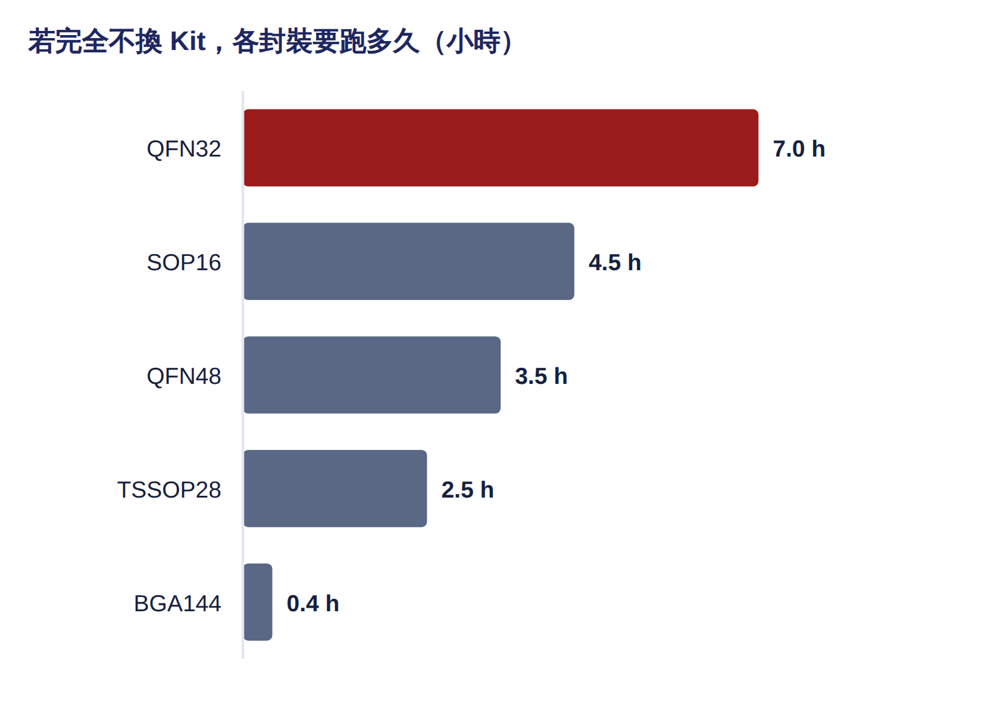 若完全不換 Kit，各封裝要跑多久（小時）
QFN32 7.0 h
SOP16 4.5 h
QFN48 3.5 h
TSSOP28 2.5 h
BGA144 0.4 h